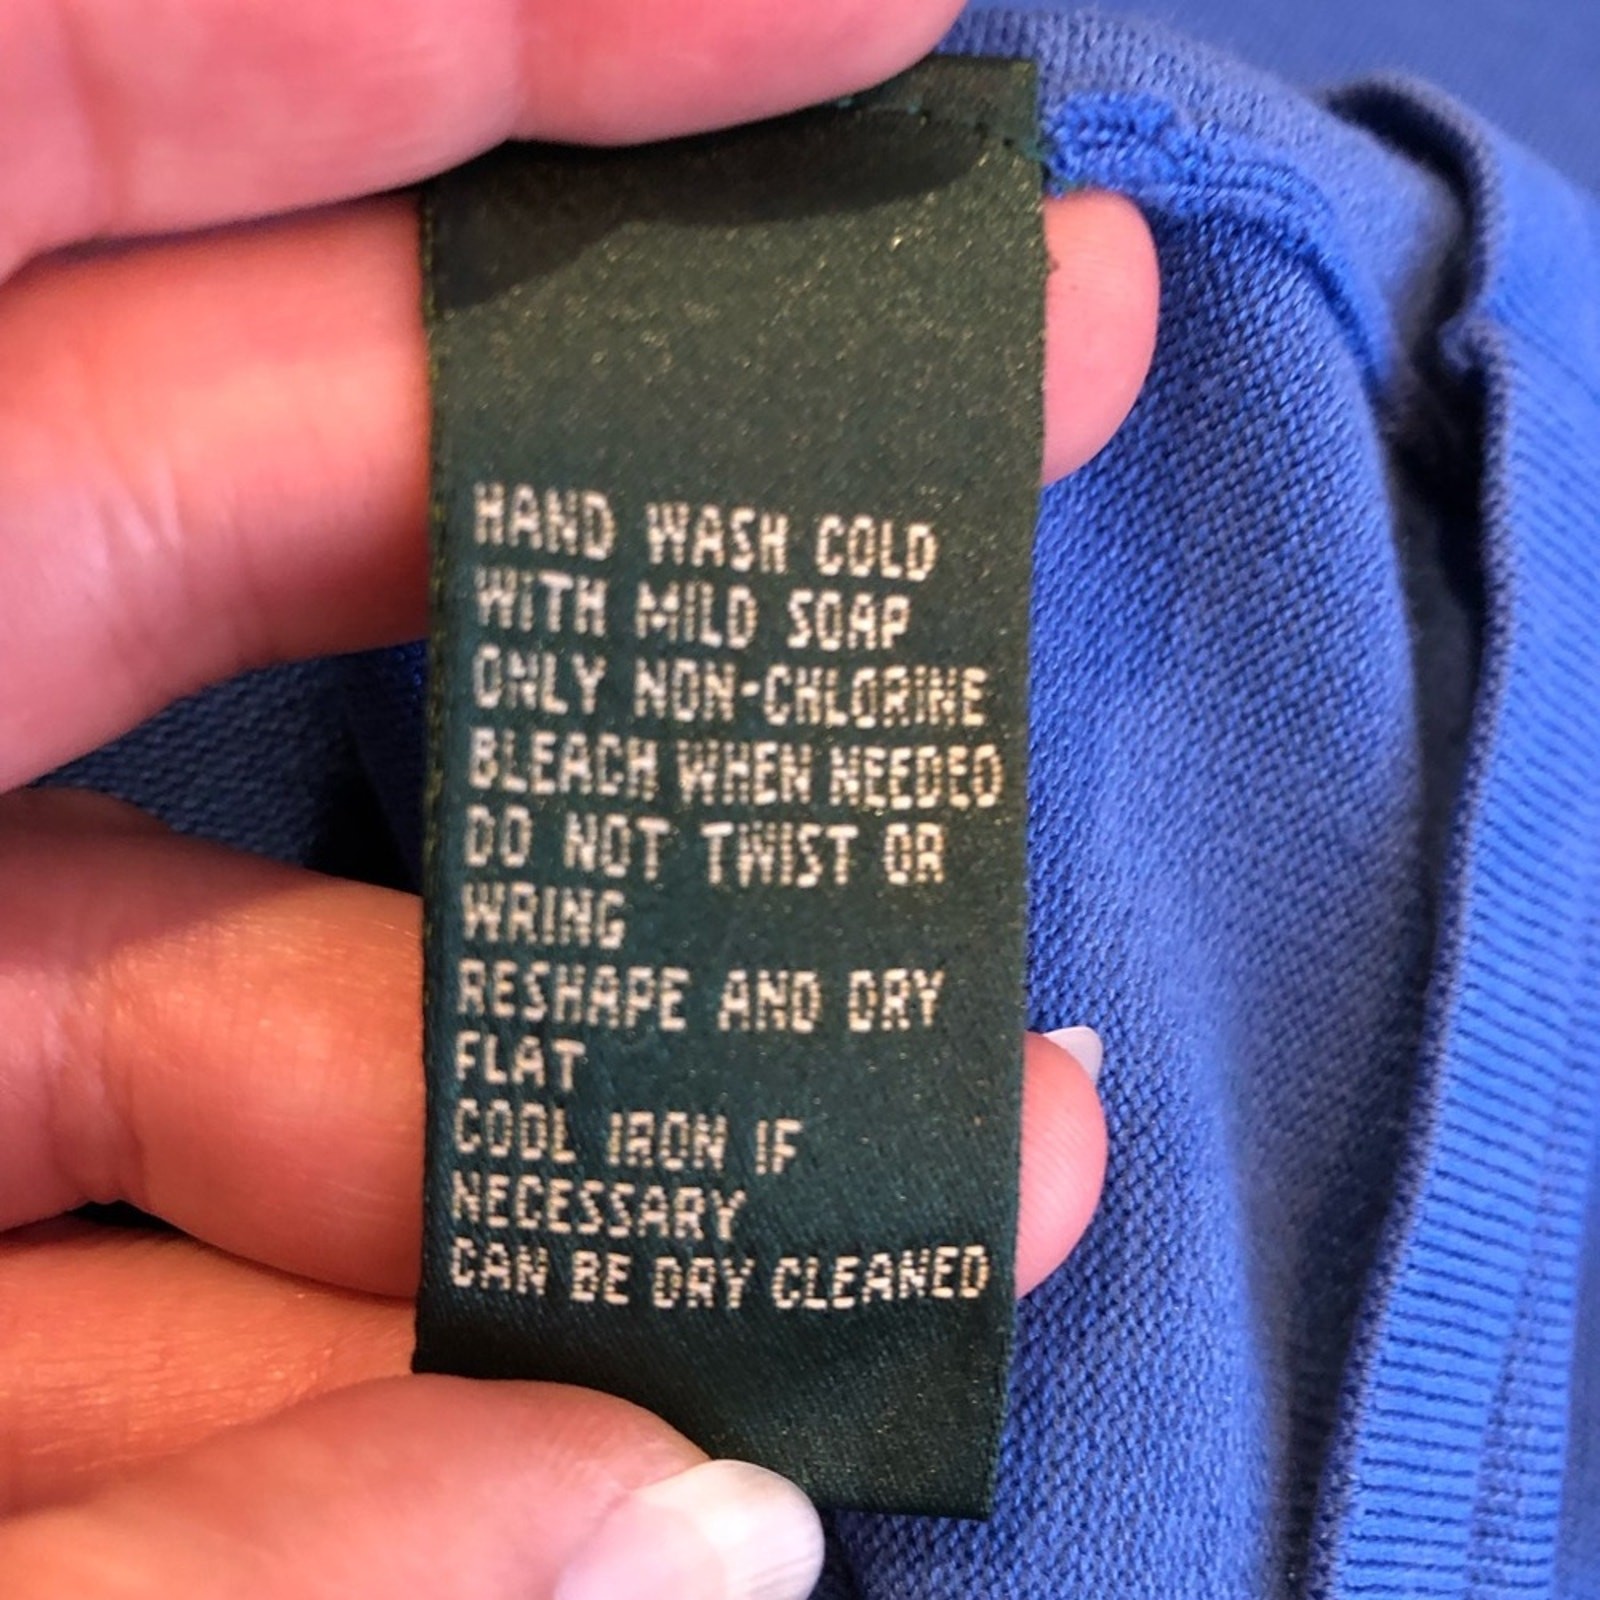 HAND WASH COLD
WITH MILD SOAP
ONLY NON-CHLORINE
BLEACH WHEN NEEDED
DO NOT TWIST OR
WRING
RESHAPE AND DRY
FLAT
COOL IRON IF
NECESSARY
CAN BE DRY CLEANED